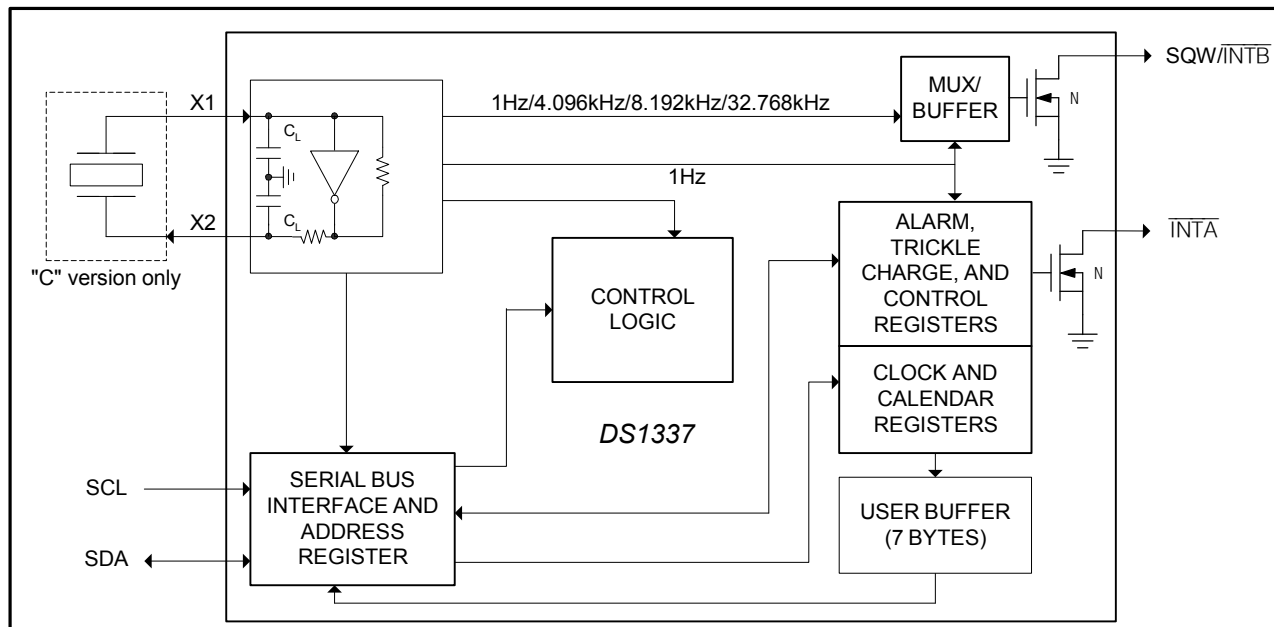 SQW/INTB
MUX/
BUFFER
N
1Hz/4.096kHz/8.192kHz/32.768kHz
X1
CL
1Hz
X2
CL
"C" version only
ALARM,
TRICKLE
CHARGE, AND
CONTROL
REGISTERS
INTA
N
CONTROL
LOGIC
CLOCK AND
CALENDAR
REGISTERS
DS1337
SERIAL BUS
INTERFACE AND
ADDRESS
REGISTER
SCL
SDA
USER BUFFER
(7 BYTES)